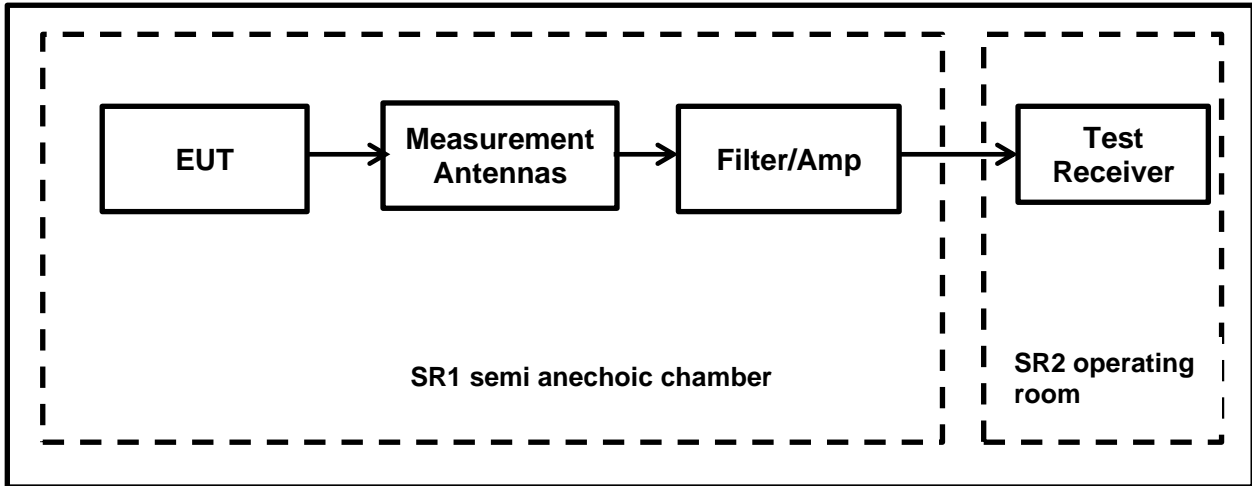 EUT
Measurement
Antennas
Filter/Amp
Test
Receiver
SR1 semi anechoic chamber
SR2 operating
room